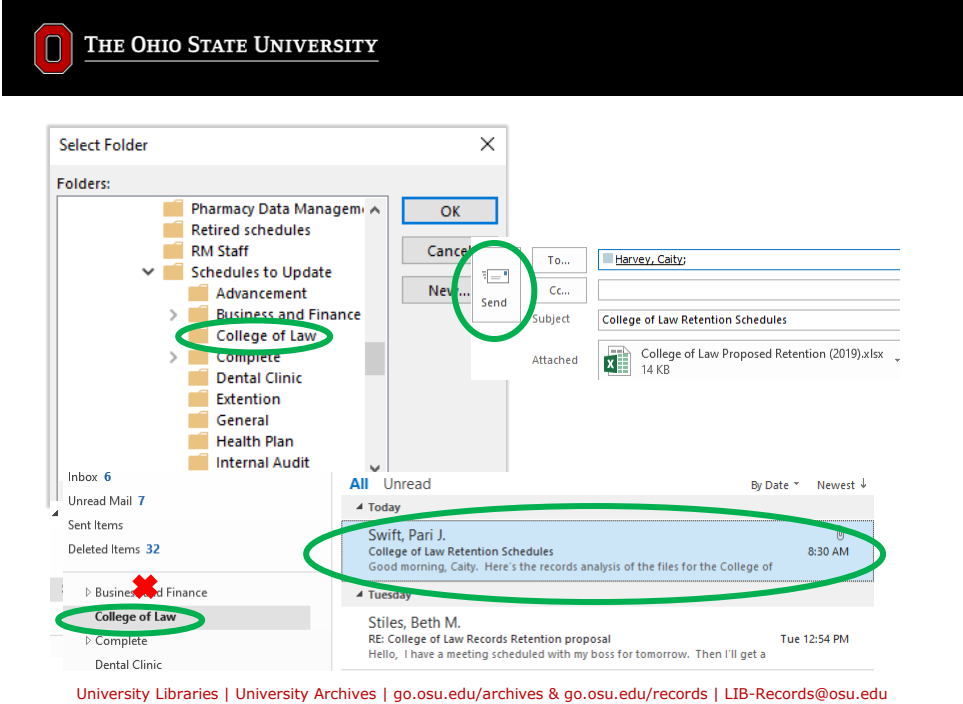 THE OHIO STATE UNIVERSITY
Select Folder
Folders:
Pharmacy Data Managem
Retired schedules
RM Staff
Schedules to Update
Advancement
Business and Finance
College of Law
Complete
Dental Clinic
Extention
General
Health Plan
Internal Audit
OK
Cancel
New...
Send
To...
Harvey, Caity;
Cc...
Subject
College of Law Retention Schedules
Attached
College of Law Proposed Retention (2019).xlsx
14 KB
Inbox 6
Unread Mail 7
Sent Items
Deleted Items 32
Business and Finance
College of Law
Complete
Dental Clinic
All Unread
By Date Newest
Today
Swift, Pari J.
College of Law Retention Schedules 8:30 AM
Good morning, Caity. Here's the records analysis of the files for the College of
Tuesday
Stiles, Beth M.
RE: College of Law Records Retention proposal Tue 12:54 PM
Hello, I have a meeting scheduled with my boss for tomorrow. Then I'll get a
University Libraries | University Archives | go.osu.edu/archives & go.osu.edu/records | LIB-Records@osu.edu